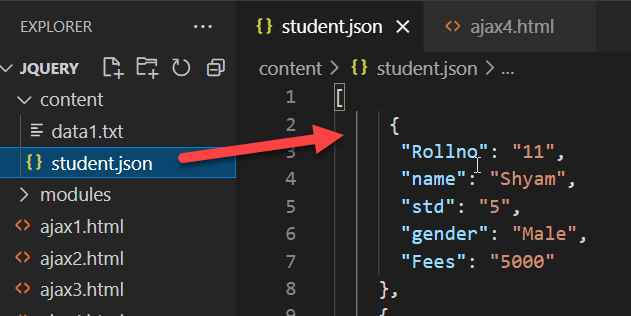 EXPLORER
JQUERY
content
data1.txt
{} student.json
modules
<> ajax1.html
<> ajax2.html
<> ajax3.html
{} student.json
<> ajax4.html
content > {} student.json > ...
1 [
2 {
3 "Rollno": "11",
4 "name": "Shyam",
5 "std": "5",
6 "gender": "Male",
7 "Fees": "5000"
8 },
9 {